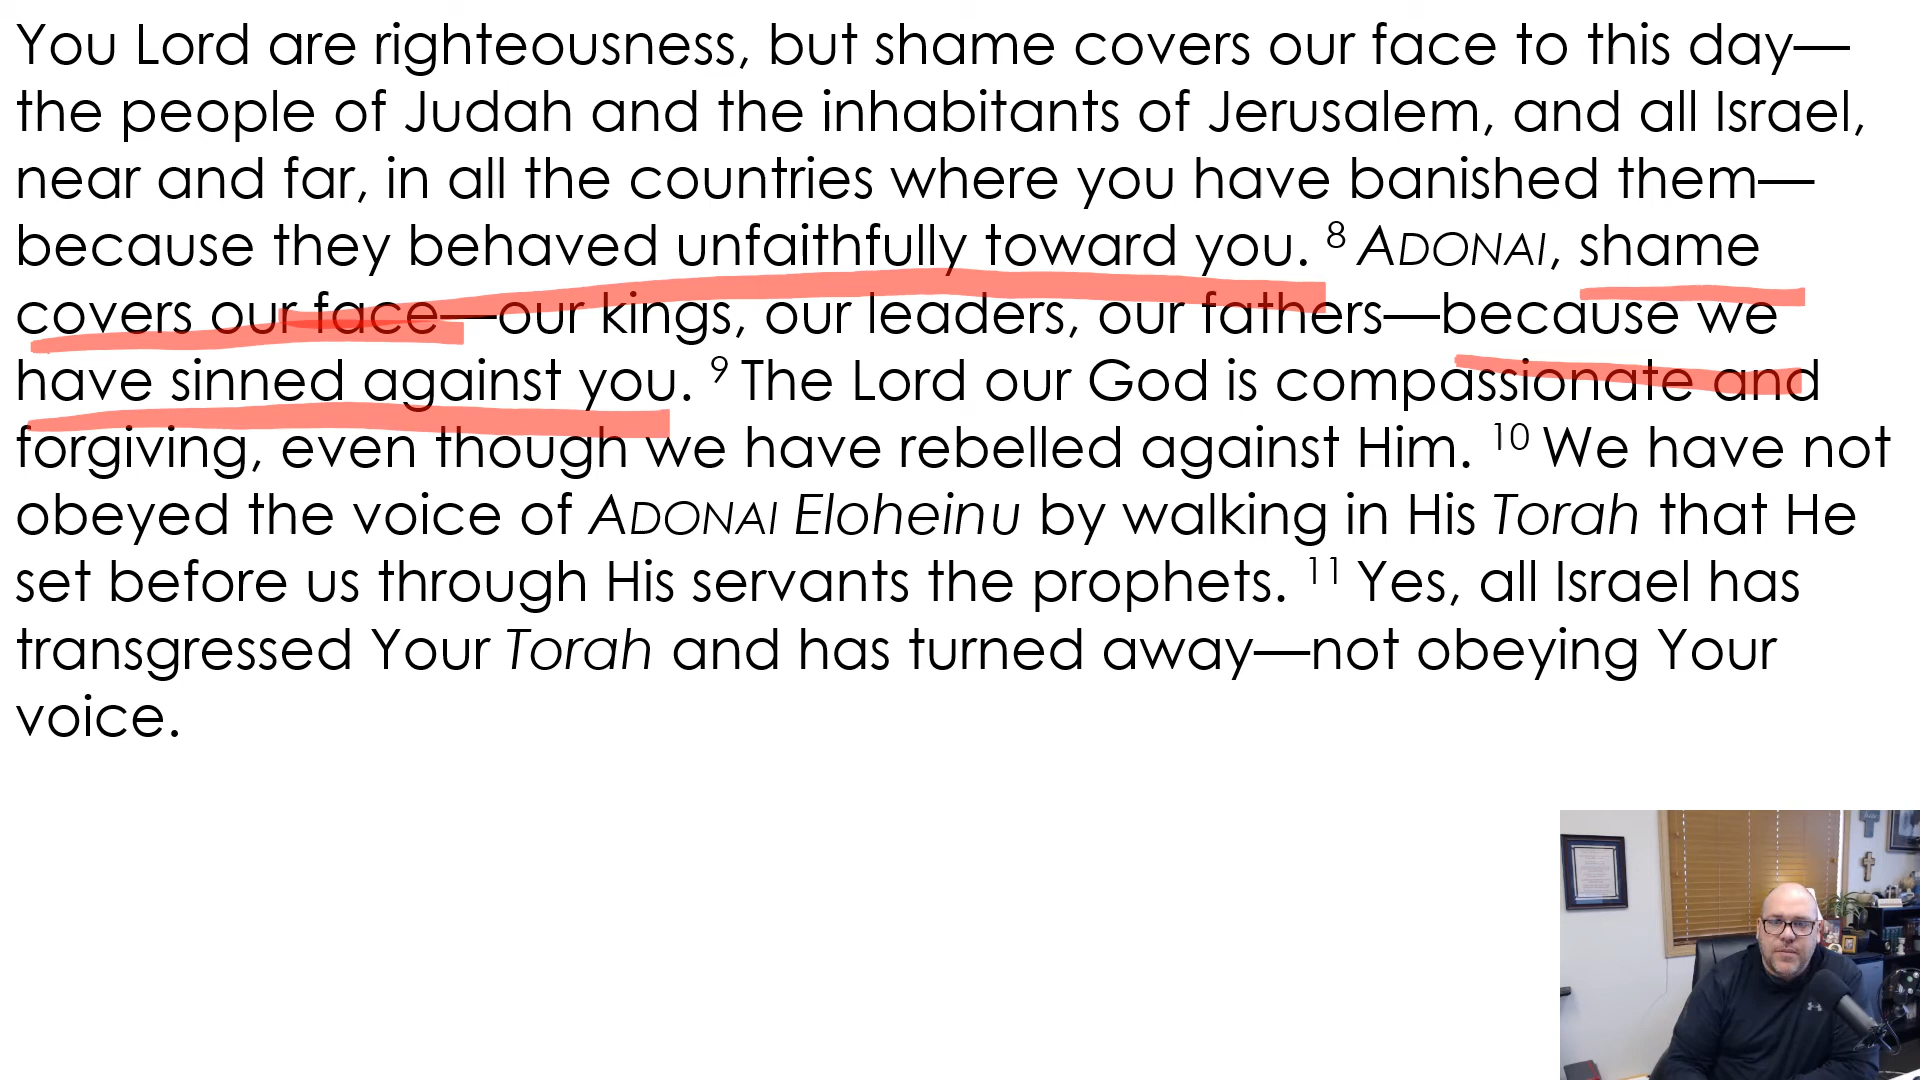 You Lord are righteousness, but shame covers our face to this day—
the people of Judah and the inhabitants of Jerusalem, and all Israel,
near and far, in all the countries where you have banished them—
because they behaved unfaithfully toward you. 8 ADONAI, shame
covers our face—our kings, our leaders, our fathers—because we
have sinned against you. 9 The Lord our God is compassionate and
forgiving, even though we have rebelled against Him. 10 We have not
obeyed the voice of ADONAI Eloheinu by walking in His Torah that He
set before us through His servants the prophets. 11 Yes, all Israel has
transgressed Your Torah and has turned away—not obeying Your
voice.